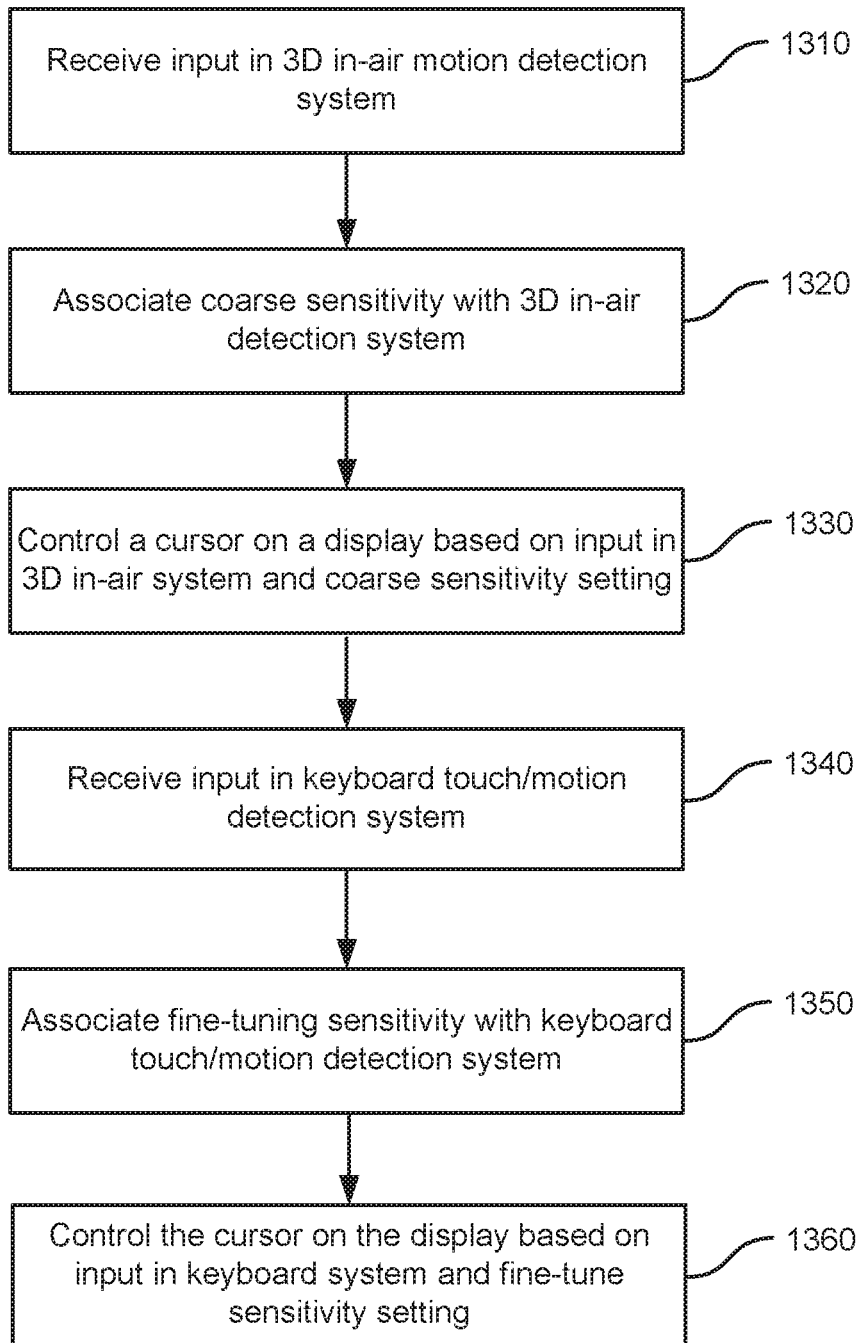 Receive input in 3D in-air motion detection
system
1310
Associate coarse sensitivity with 3D in-air
detection system
1320
Control a cursor on a display based on input in
3D in-air system and coarse sensitivity setting
1330
Receive input in keyboard touch/motion
detection system
1340
Associate fine-tuning sensitivity with keyboard
touch/motion detection system
1350
Control the cursor on the display based on
input in keyboard system and fine-tune
sensitivity setting
1360